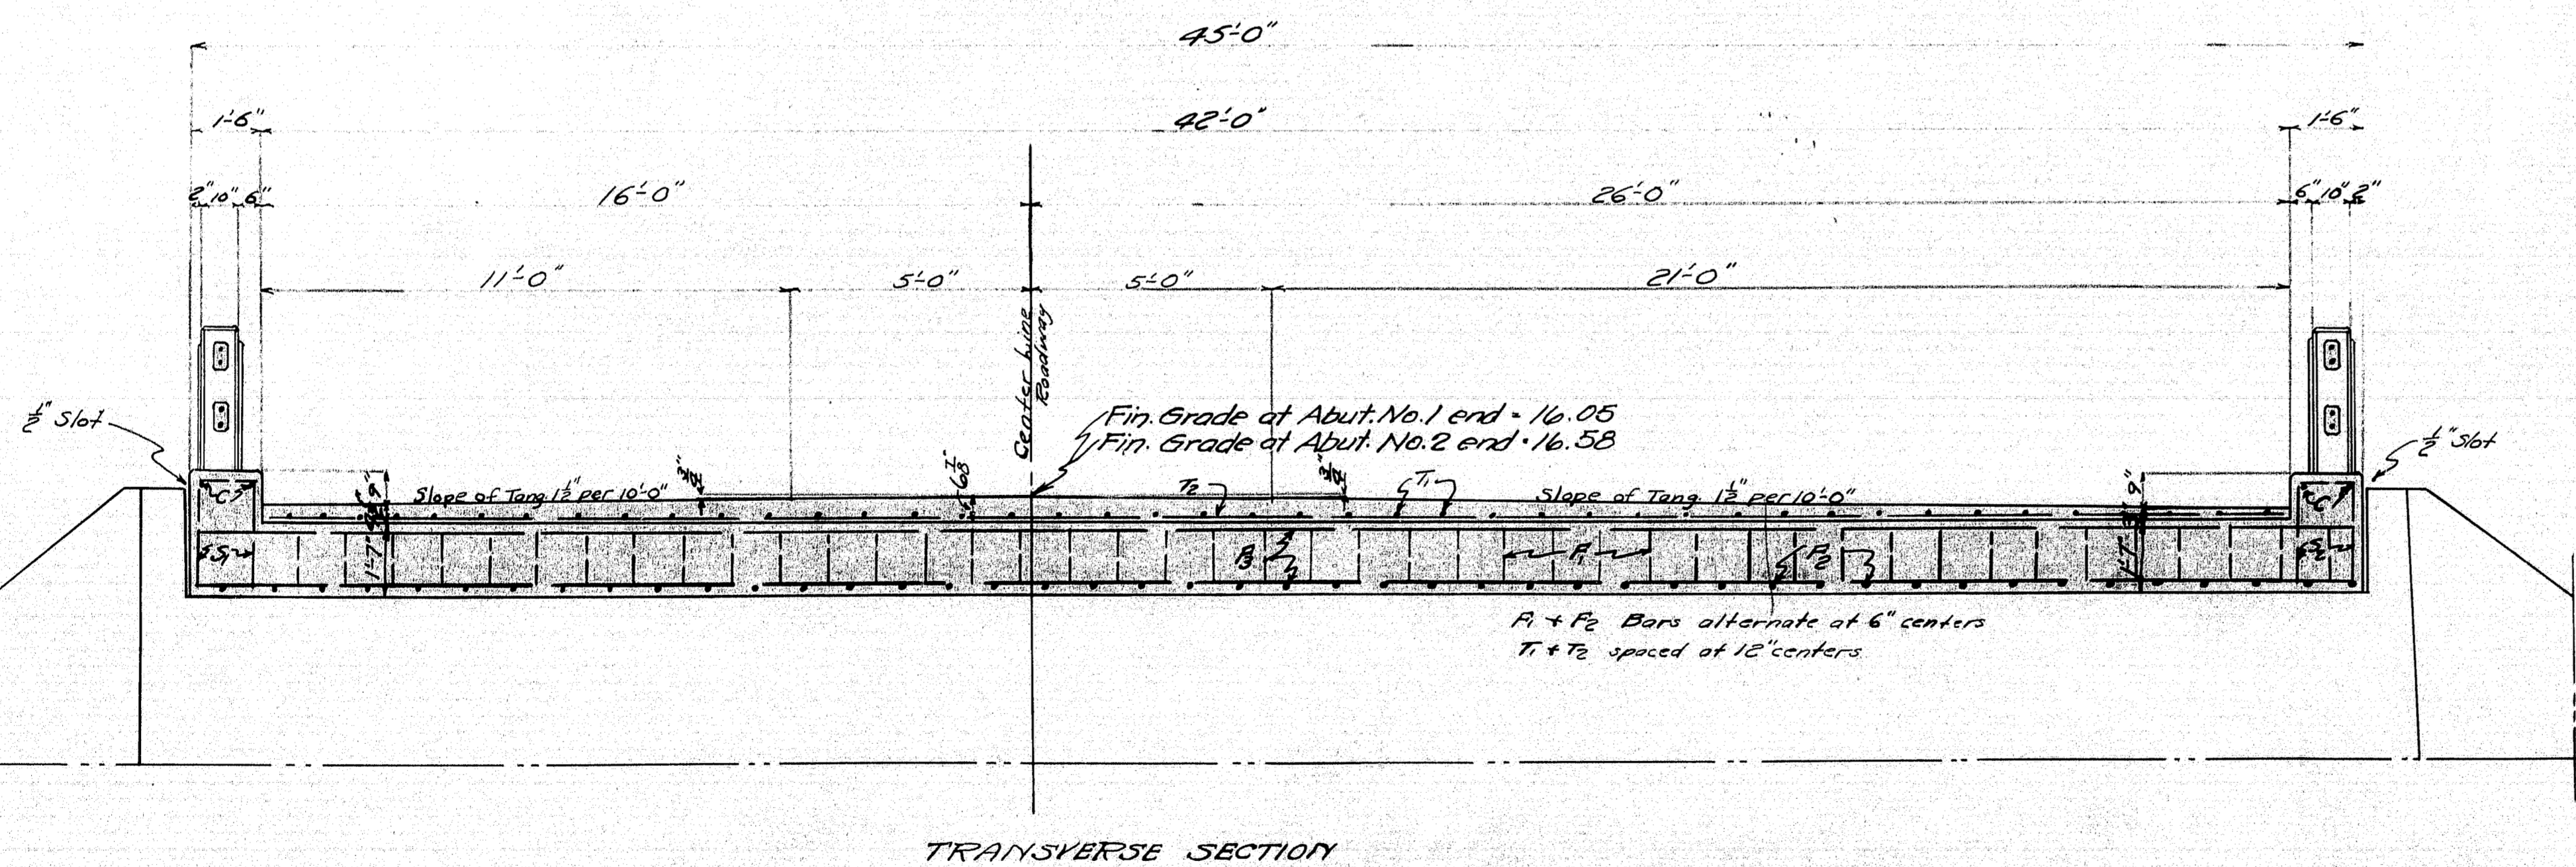 45'-0"
1'-6" 42'-0" 1'-6"
2" 10" 6" 16'-0" 26'-0" 6" 10" 2"
11'-0" 5'-0" 5'-0" 21'-0"
Center Line
Roadway
1/2" Slot
Fin. Grade at Abut. No. 1 end = 16.05
Fin. Grade at Abut. No. 2 end = 16.58
1/2" Slot
C Slope of Tang. 1 1/2" per 10'-0" 3/8" T2 3/8" T1 Slope of Tang. 1 1/2" per 10'-0" C
9" 9"
S1 1'-7" F3 F1 F2 1'-7" S2
F1 + F2 Bars alternate at 6" centers
T1 + T2 spaced at 12" centers
TRANSVERSE SECTION